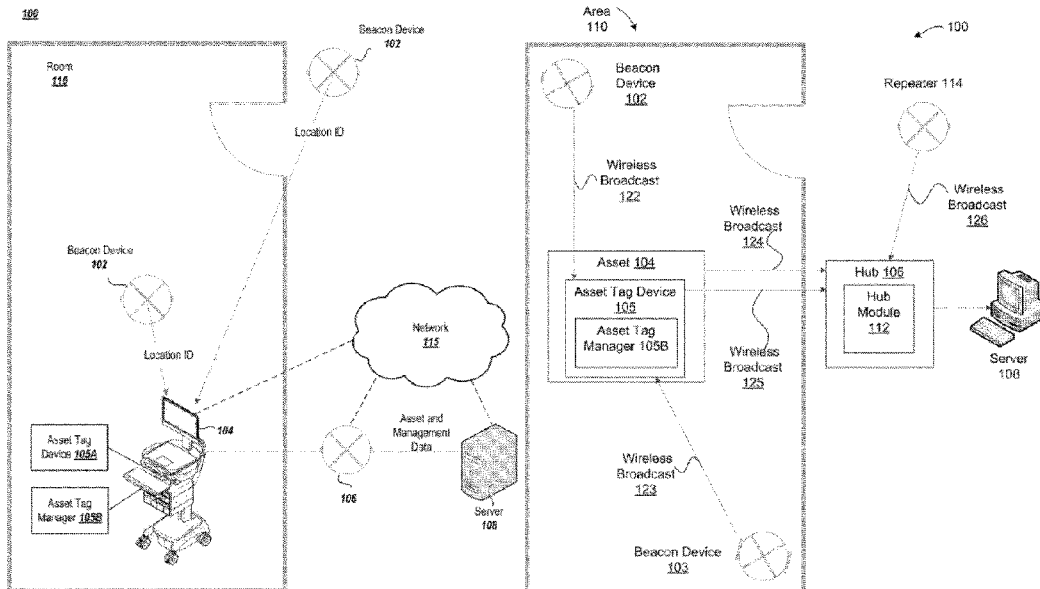 100
Beacon Device
102
Room
116
Location ID
Beacon Device
102
Location ID
Network
115
104
Asset Tag
Device 105A
Asset Tag
Manager 105B
Asset and
Management
Data
106
Server
108
Area
110
100
Beacon
Device
102
Repeater 114
Wireless
Broadcast
122
Wireless
Broadcast
124
Wireless
Broadcast
126
Asset 104
Asset Tag Device
105
Asset Tag
Manager 105B
Hub 106
Hub
Module
112
Wireless
Broadcast
125
Server
108
Wireless
Broadcast
123
Beacon Device
103